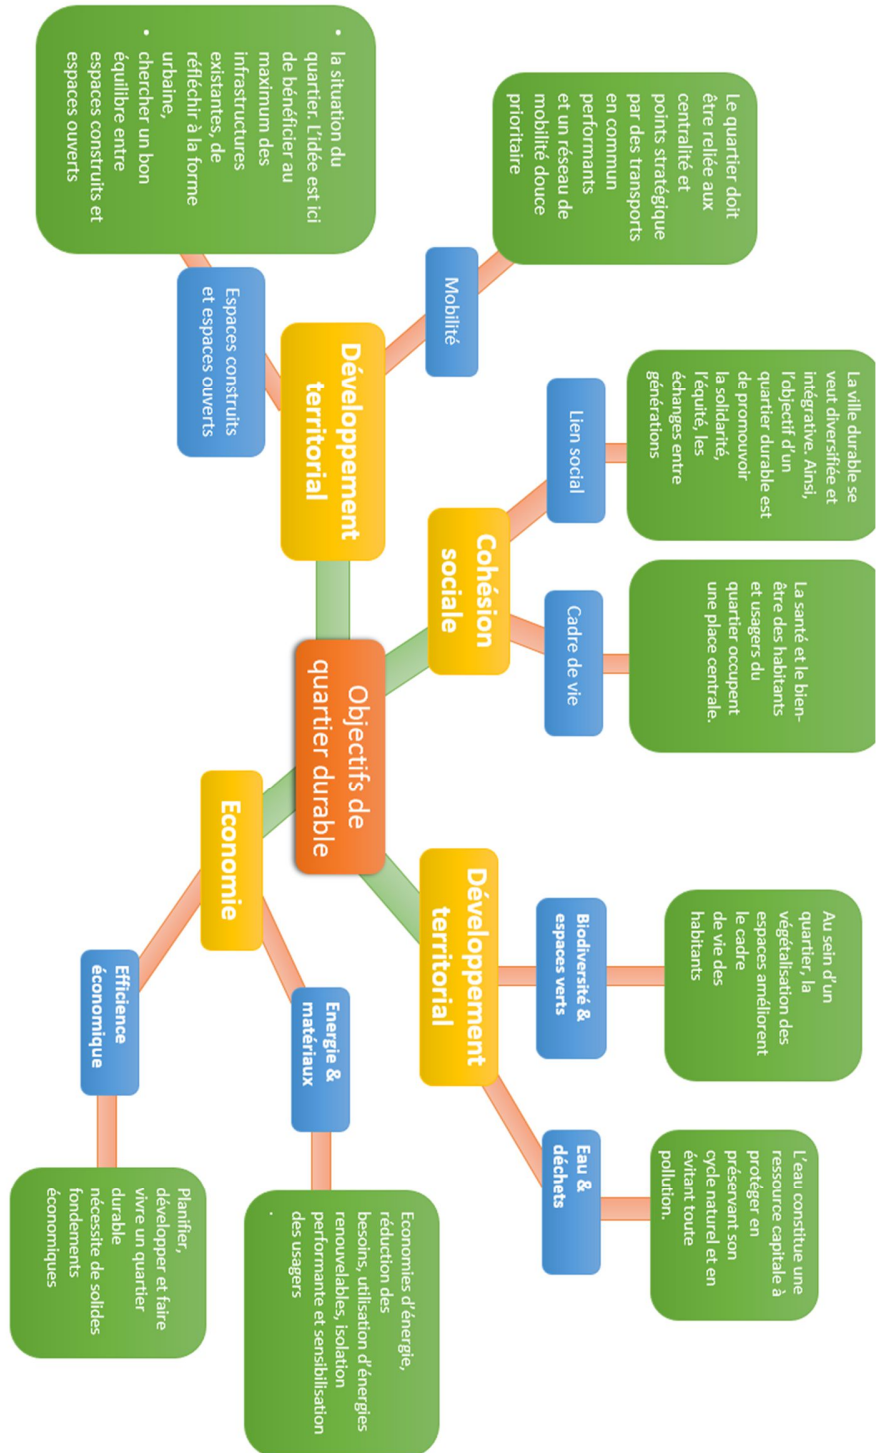 Objectifs de
quartier durable
Développement
territorial
Mobilité
Le quartier doit
être reliée aux
centralité et
points stratégique
par des transports
en commun
performants
et un réseau de
mobilité douce
prioritaire
Espaces construits
et espaces ouverts
• la situation du
quartier. L'idée est ici
de bénéficier au
maximum des
infrastructures
existantes, de
réfléchir à la forme
urbaine,
• chercher un bon
équilibre entre
espaces construits et
espaces ouverts
Cohésion
sociale
Lien social
La ville durable se
veut diversifiée et
intégrative. Ainsi,
l'objectif d'un
quartier durable est
de promouvoir
la solidarité,
l'équité, les
échanges entre
générations
Cadre de vie
La santé et le bien-
être des habitants
et usagers du
quartier occupent
une place centrale.
Développement
territorial
Biodiversité &
espaces verts
Au sein d'un
quartier, la
végétalisation des
espaces améliorent
le cadre
de vie des
habitants
Eau &
déchets
L'eau constitue une
ressource capitale à
protéger en
préservant son
cycle naturel et en
évitant toute
pollution.
Economie
Energie &
matériaux
Economies d'énergie,
réduction des
besoins, utilisation d'énergies
renouvelables, isolation
performante et sensibilisation
des usagers
.
Efficience
économique
Planifier,
développer et faire
vivre un quartier
durable
nécessite de solides
fondements
économiques